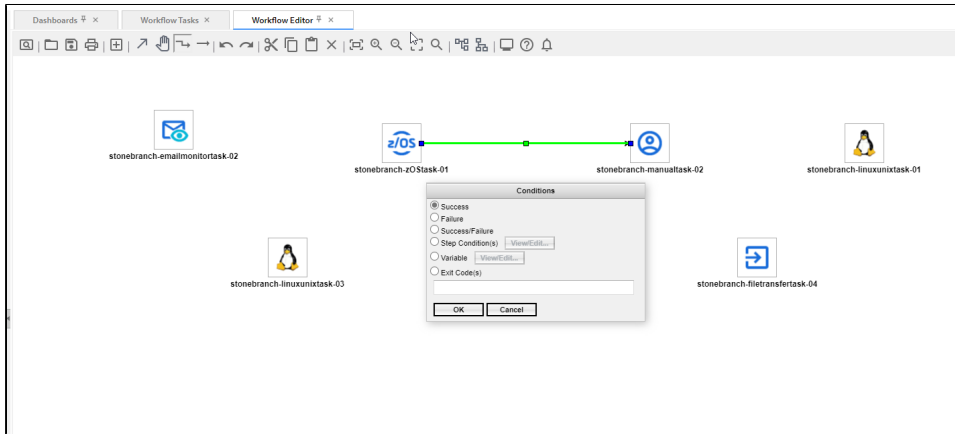 Dashboards
Workflow Tasks
Workflow Editor
stonebranch-emailmonitortask-02
z/OS
stonebranch-zOStask-01
stonebranch-manualtask-02
stonebranch-linuxunixtask-01
Conditions
Success
Failure
Success/Failure
Step Condition(s) View/Edit...
Variable View/Edit...
Exit Code(s)
OK Cancel
stonebranch-linuxunixtask-03
stonebranch-filetransfertask-04